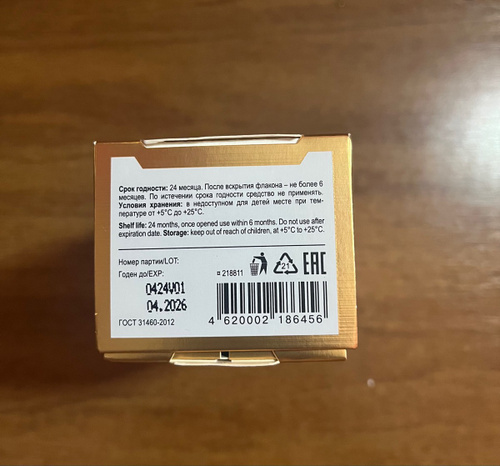 Срок годности: 24 месяца. После вскрытия флакона – не более 6
месяцев. По истечении срока годности средство не применять.
Условия хранения: в недоступном для детей месте при тем-
пературе от +5°С до +25°С.
Shelf life: 24 months, once opened use within 6 months. Do not use after
expiration date. Storage: keep out of reach of children, at +5°C to +25°C.
Номер партии/LOT:
Годен до/EXP:
¤ 218811
21
EAC
0424W01
04.2026
ГОСТ 31460-2012
4 620002 186456